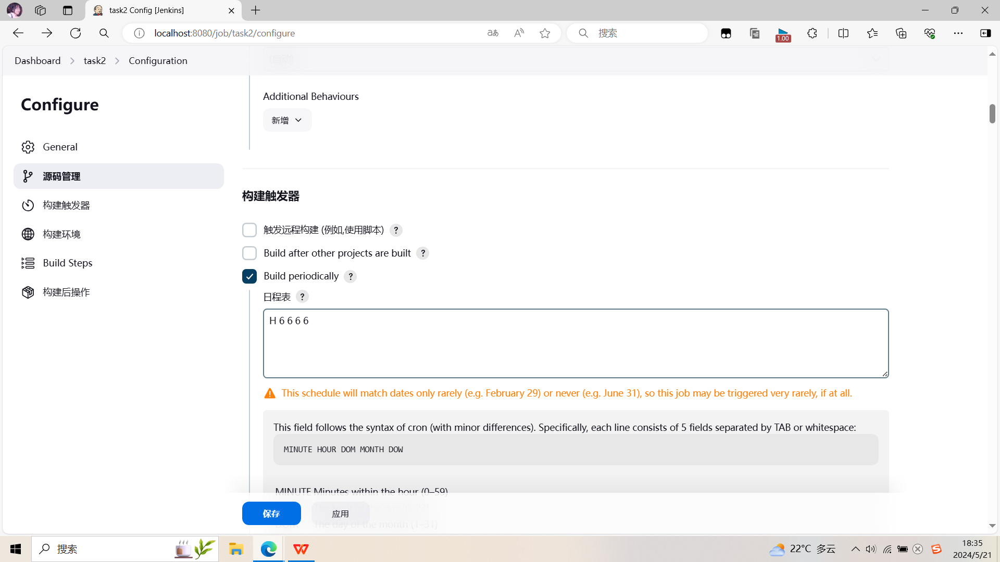 task2 Config [Jenkins]
localhost:8080/job/task2/configure
aあ
搜索
1.00
Dashboard
task2
Configuration
(自动)
Configure
General
源码管理
构建触发器
构建环境
Build Steps
构建后操作
Additional Behaviours
新增
构建触发器
触发远程构建 (例如,使用脚本) ?
Build after other projects are built ?
Build periodically ?
日程表 ?
H 6 6 6 6
This schedule will match dates only rarely (e.g. February 29) or never (e.g. June 31), so this job may be triggered very rarely, if at all.
This field follows the syntax of cron (with minor differences). Specifically, each line consists of 5 fields separated by TAB or whitespace:
MINUTE HOUR DOM MONTH DOW
MINUTE Minutes within the hour (0–59)
保存
应用
DOM The day of the month (1–31)
搜索
22°C 多云
18:35
2024/5/21